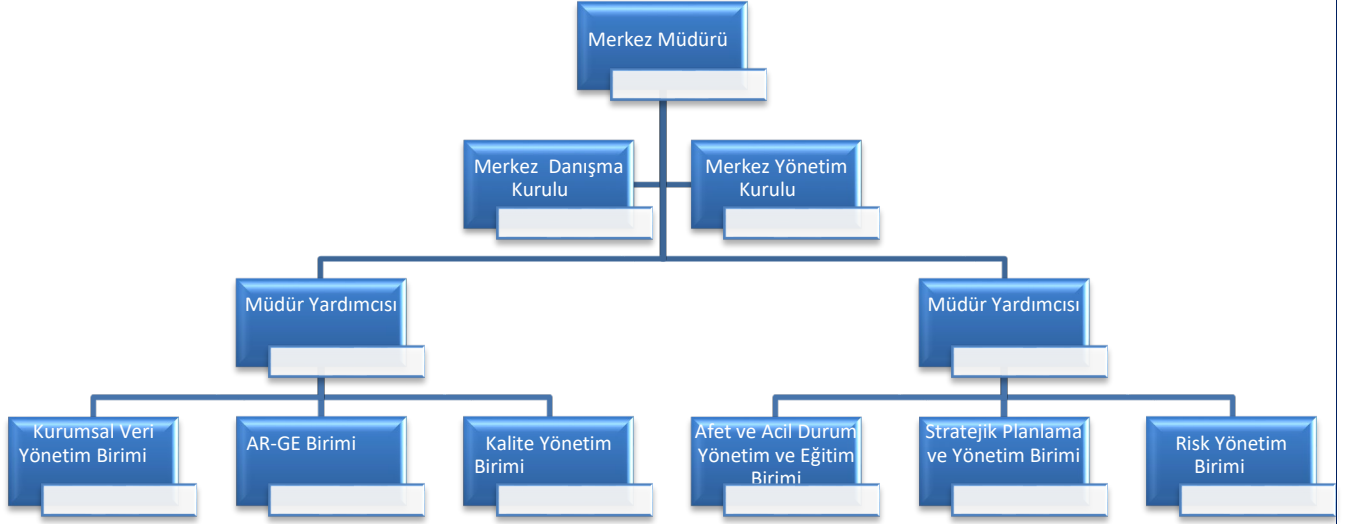 Merkez Müdürü
Merkez Danışma
Kurulu
Merkez Yönetim
Kurulu
Müdür Yardımcısı
Müdür Yardımcısı
Kurumsal Veri
Yönetim Birimi
AR-GE Birimi
Kalite Yönetim
Birimi
Afet ve Acil Durum
Yönetim ve Eğitim
Birimi
Stratejik Planlama
ve Yönetim Birimi
Risk Yönetim
Birimi